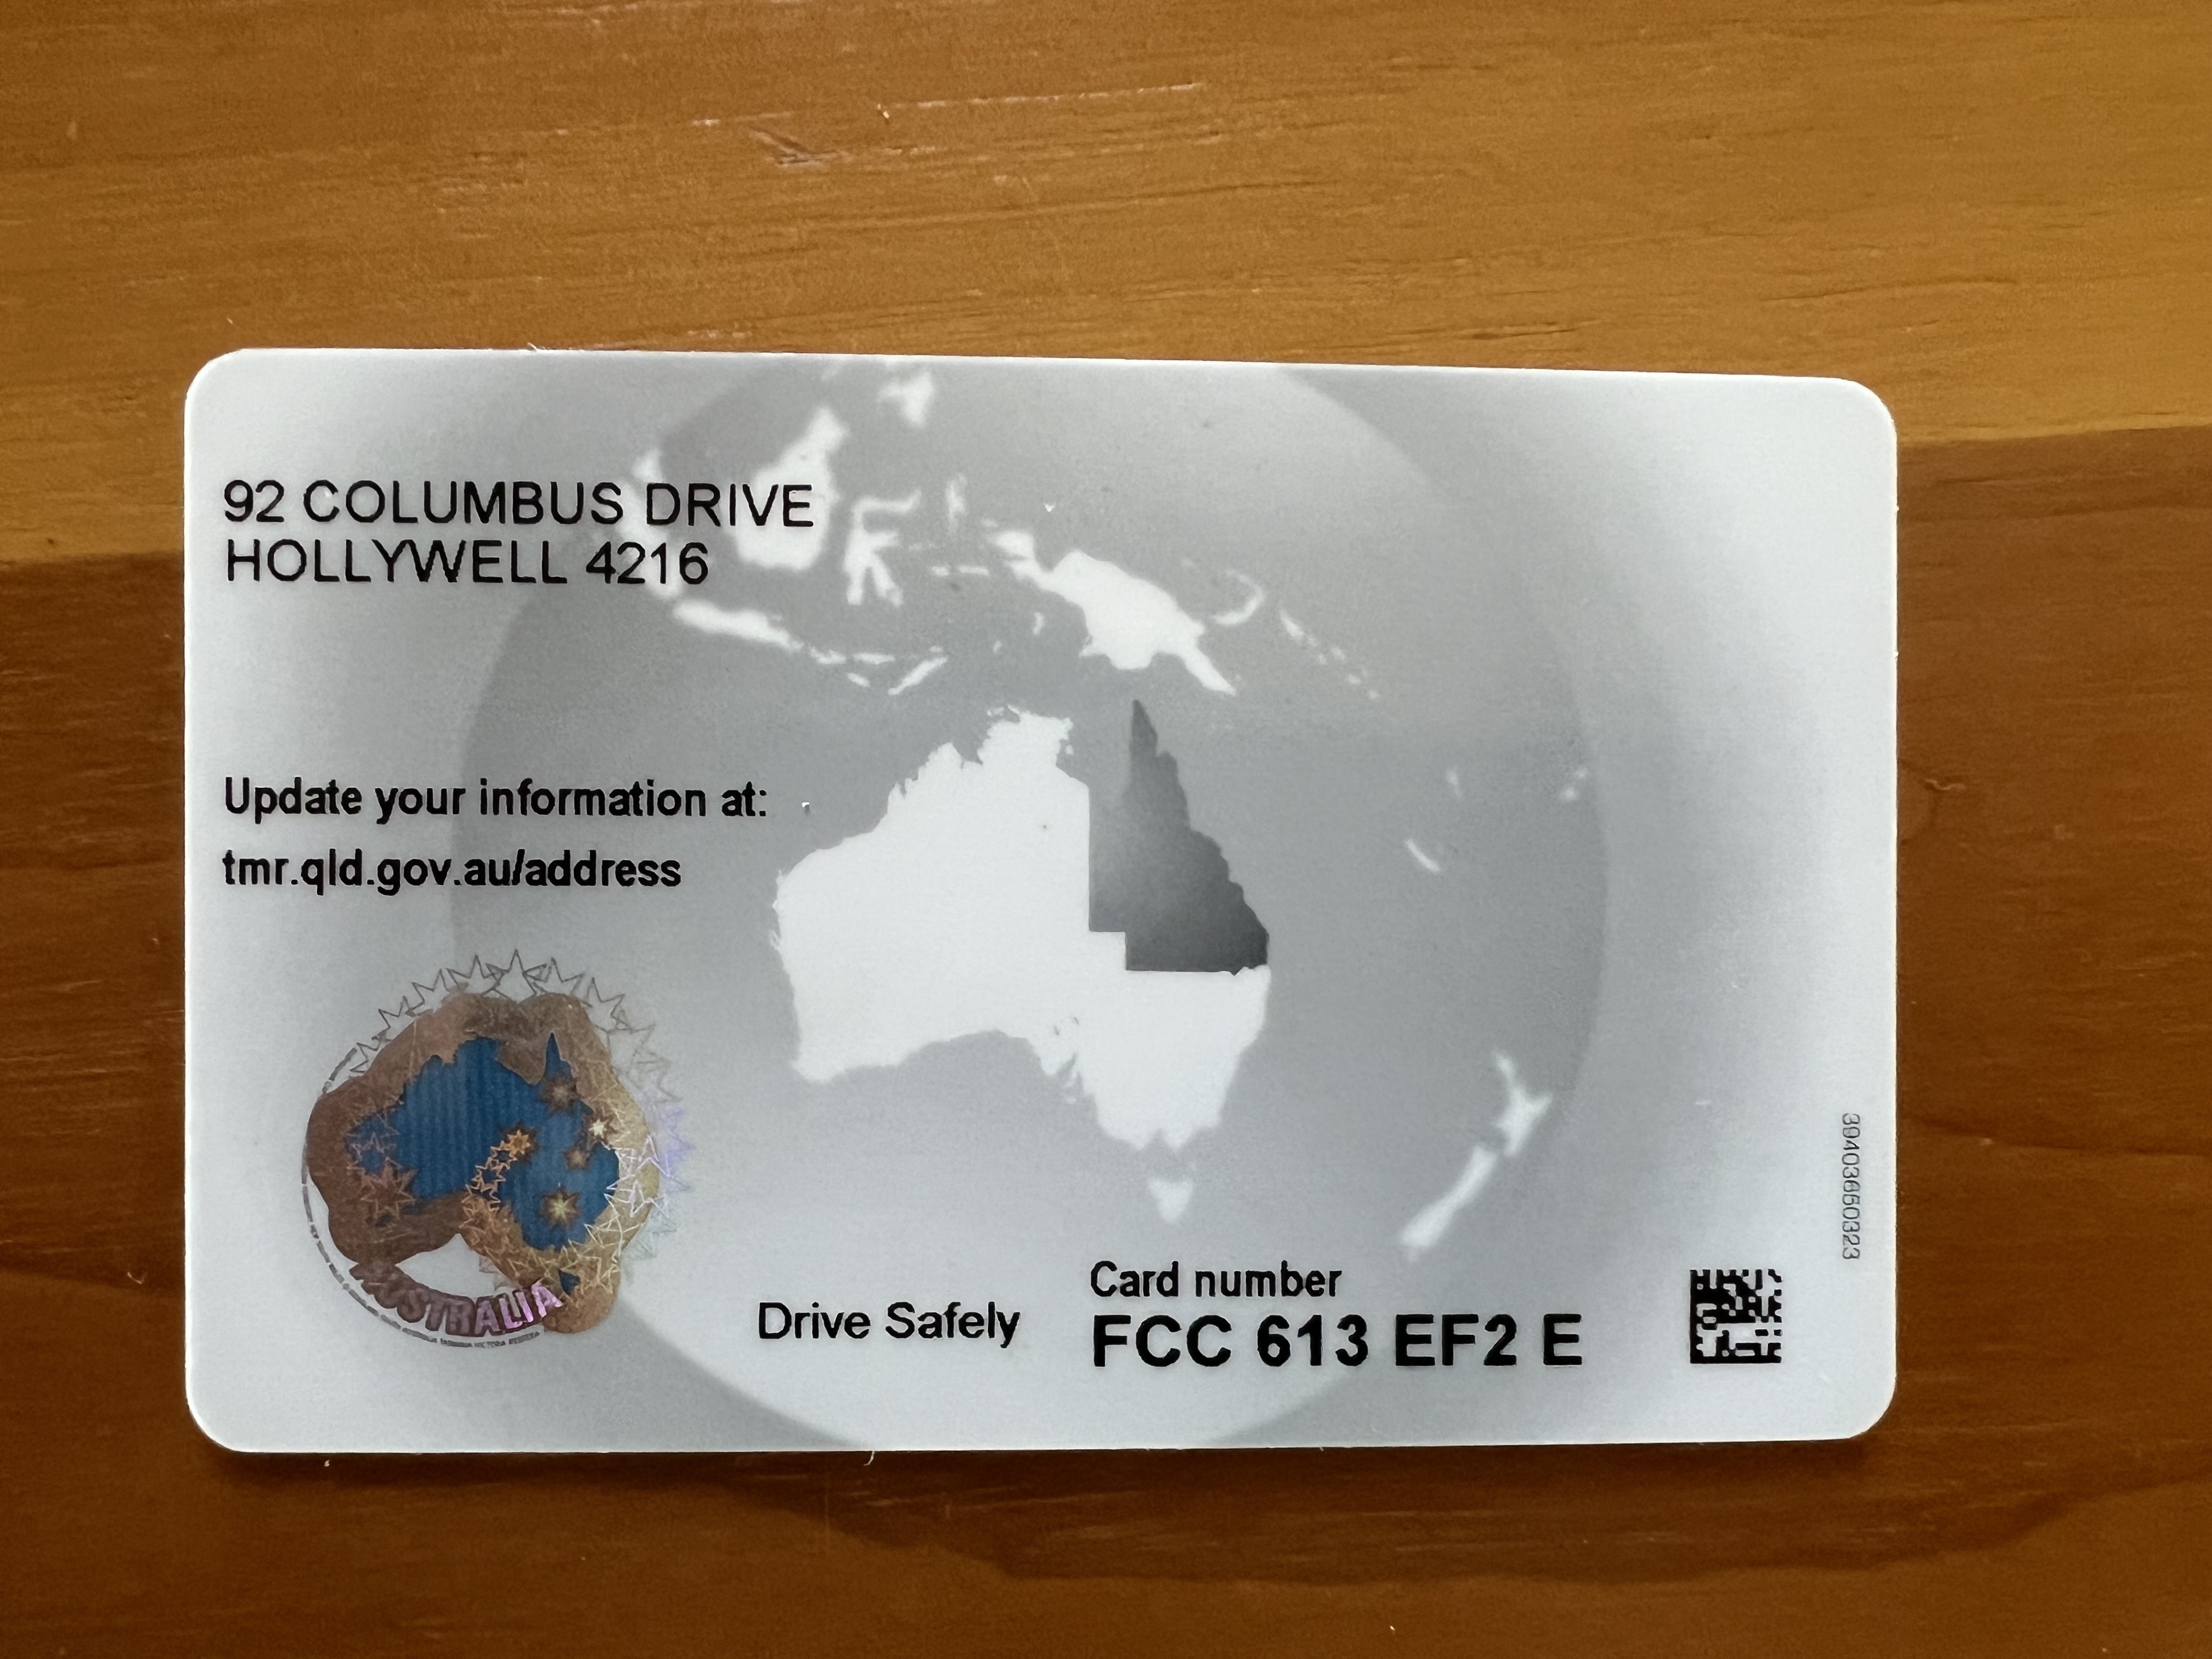 92 COLUMBUS DRIVE
HOLLYWELL 4216
Update your information at:
tmr.qld.gov.au/address
AUSTRALIA
Drive Safely
Card number
FCC 613 EF2 E